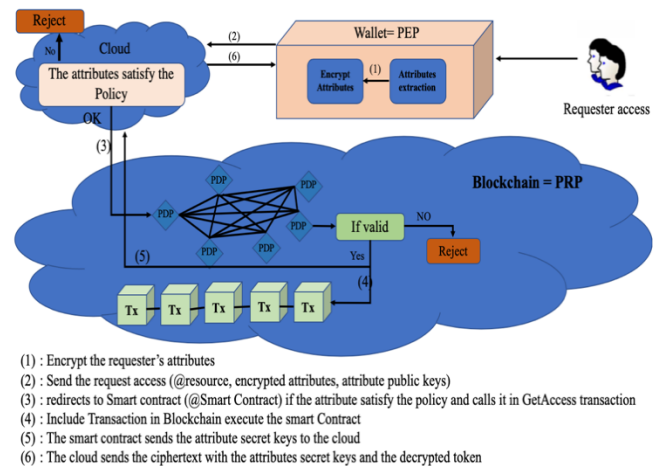 Reject
No
Cloud
The attributes satisfy the
Policy
OK
(2)
(6)
Wallet= PEP
Encrypt
Attributes
(1)
Attributes
extraction
Requester access
(3)
Blockchain = PRP
PDP
PDP
PDP
PDP
PDP
PDP
If valid
NO
Reject
Yes
(5)
(4)
Tx
Tx
Tx
Tx
Tx
(1) : Encrypt the requester's attributes
(2) : Send the request access (@resource, encrypted attributes, attribute public keys)
(3) : redirects to Smart contract (@Smart Contract) if the attribute satisfy the policy and calls it in GetAccess transaction
(4) : Include Transaction in Blockchain execute the smart Contract
(5) : The smart contract sends the attribute secret keys to the cloud
(6) : The cloud sends the ciphertext with the attributes secret keys and the decrypted token